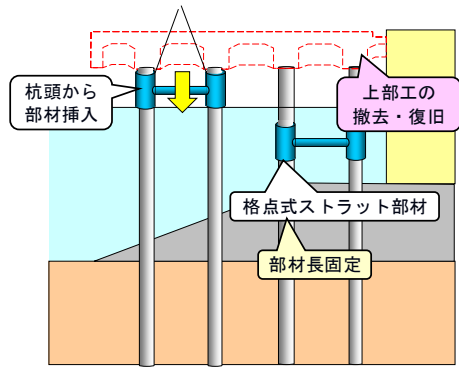 杭頭から
部材挿入
上部工の
撤去・復旧
格点式ストラット部材
部材長固定